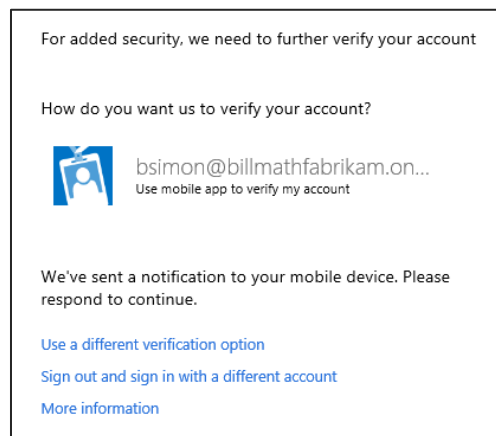 For added security, we need to further verify your account
How do you want us to verify your account?
bsimon@billmathfabrikam.on...
Use mobile app to verify my account
We've sent a notification to your mobile device. Please
respond to continue.
Use a different verification option
Sign out and sign in with a different account
More information